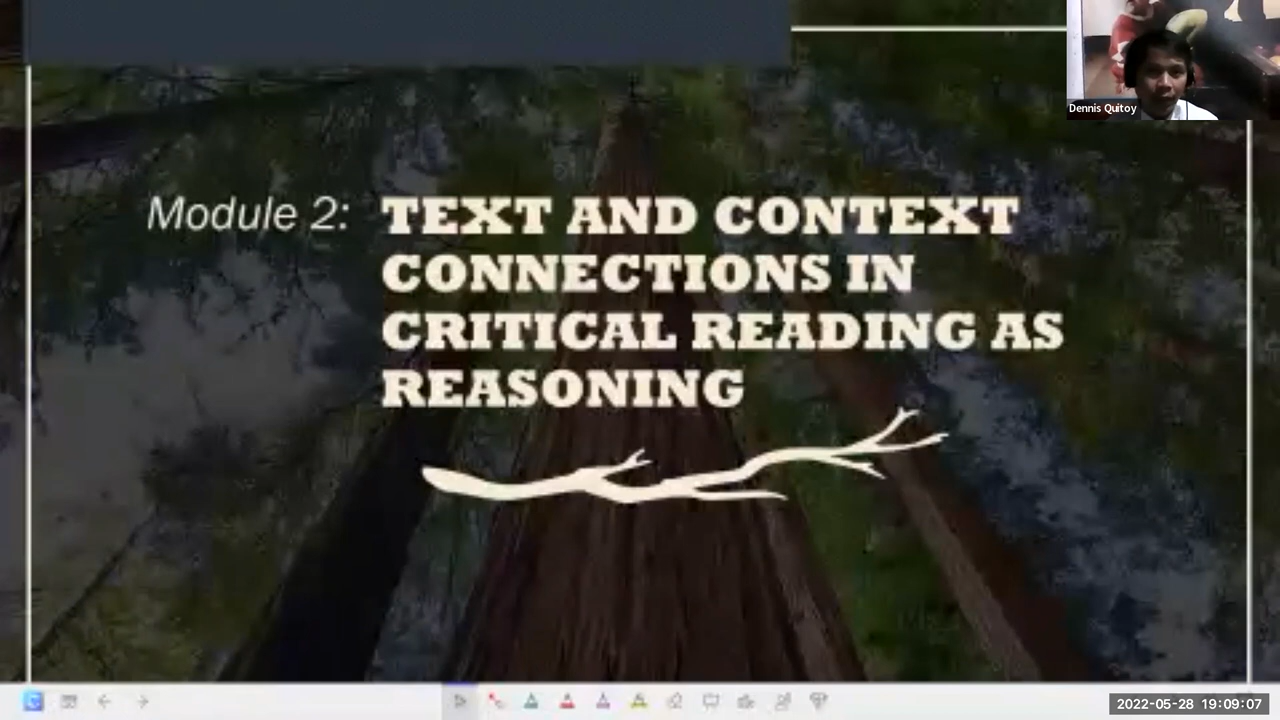 Dennis Quitoy
Module 2: TEXT AND CONTEXT
CONNECTIONS IN
CRITICAL READING AS
REASONING
2022-05-28 19:09:07